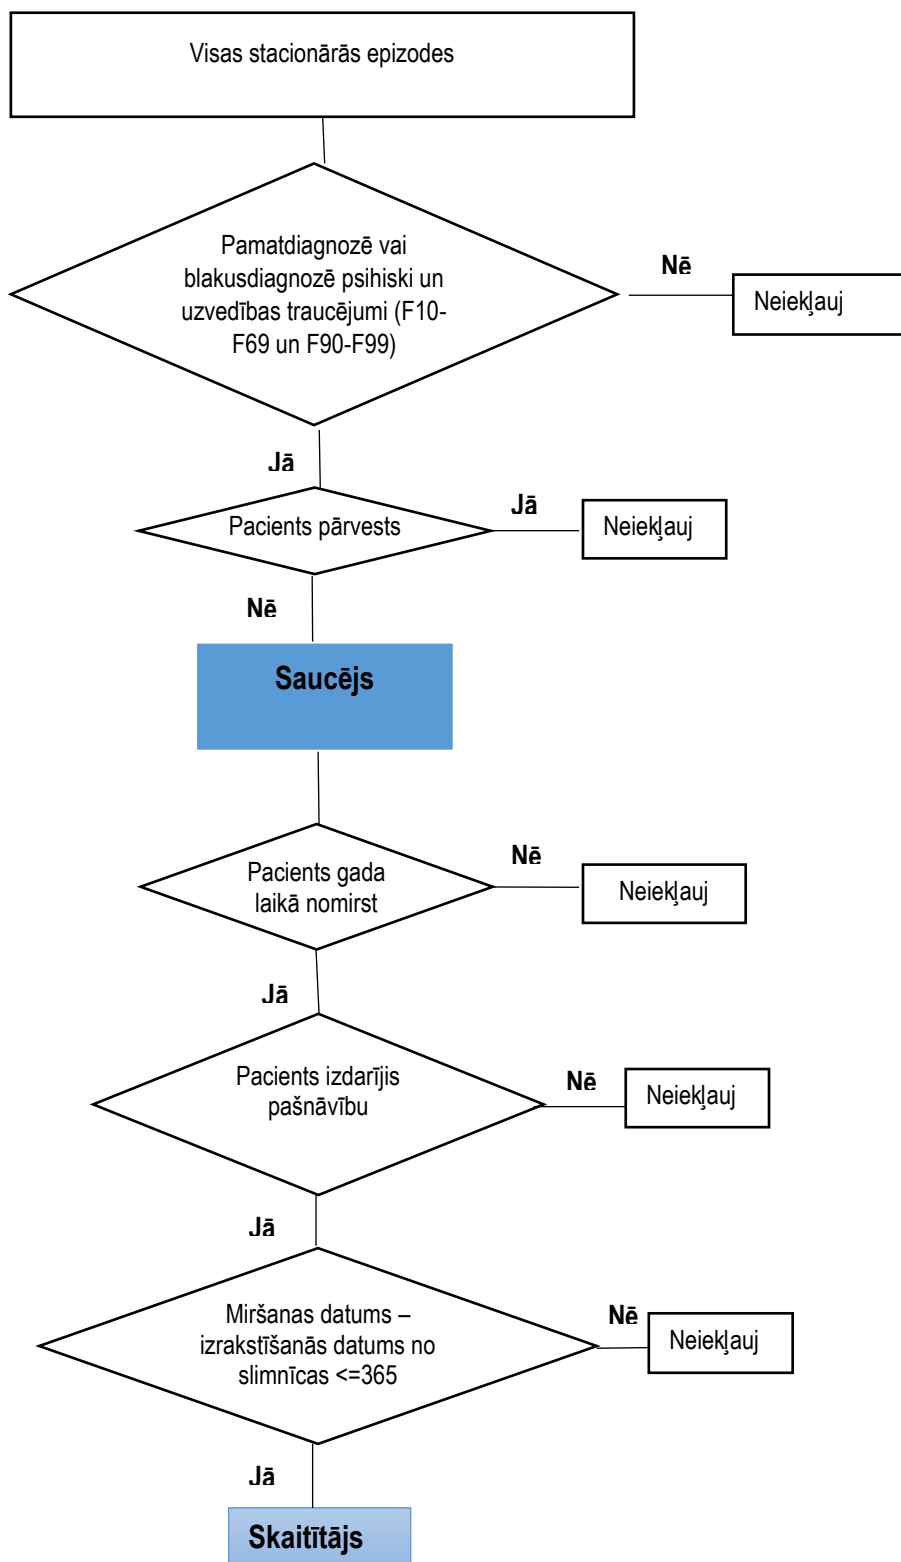 Visas stacionārās epizodes
Pamatdiagnozē vai
blakusdiagnozē psihiski un
uzvedības traucējumi (F10-
F69 un F90-F99)
Nē
Neiekļauj
Jā
Pacients pārvests
Jā
Neiekļauj
Nē
Saucējs
Pacients gada
laikā nomirst
Nē
Neiekļauj
Jā
Pacients izdarījis
pašnāvību
Nē
Neiekļauj
Jā
Miršanas datums –
izrakstīšanās datums no
slimnīcas <=365
Nē
Neiekļauj
Jā
Skaitītājs